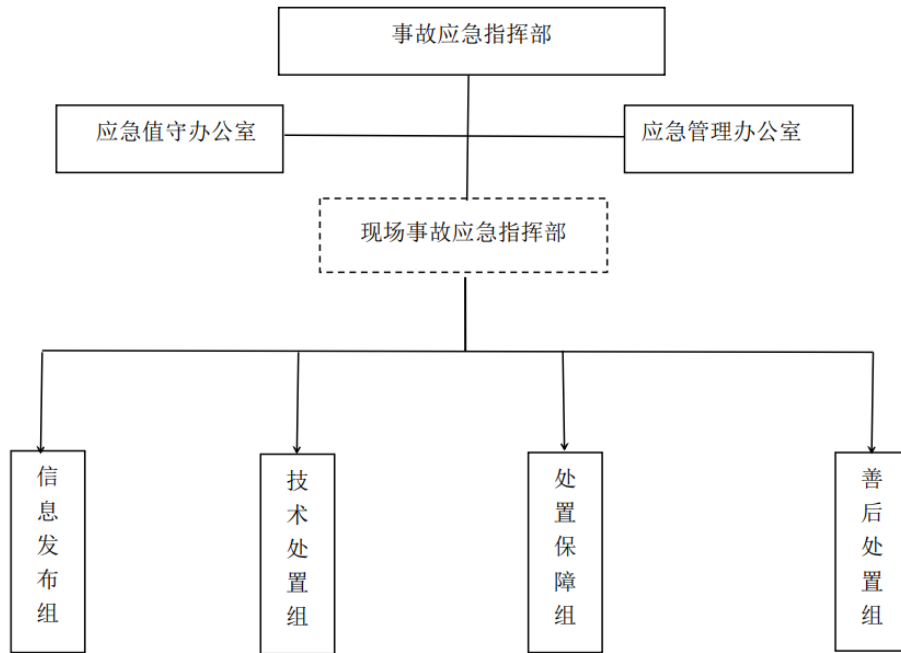 事故应急指挥部
应急值守办公室
应急管理办公室
现场事故应急指挥部
信息发布组
技术处置组
处置保障组
善后处置组